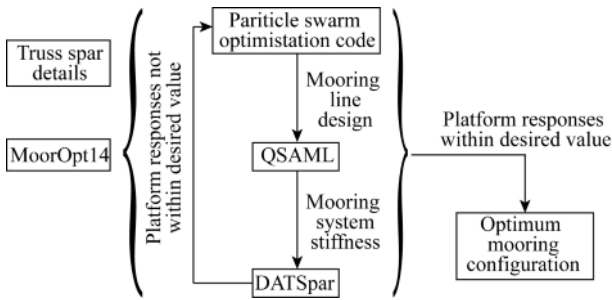 Truss spar
details
MoorOpt14
Platform responses not
within desired value
Pariticle swarm
optimistation code
Mooring
line
design
QSAML
Mooring
system
stiffness
DATSpar
Platform responses
within desired value
Optimum
mooring
configuration